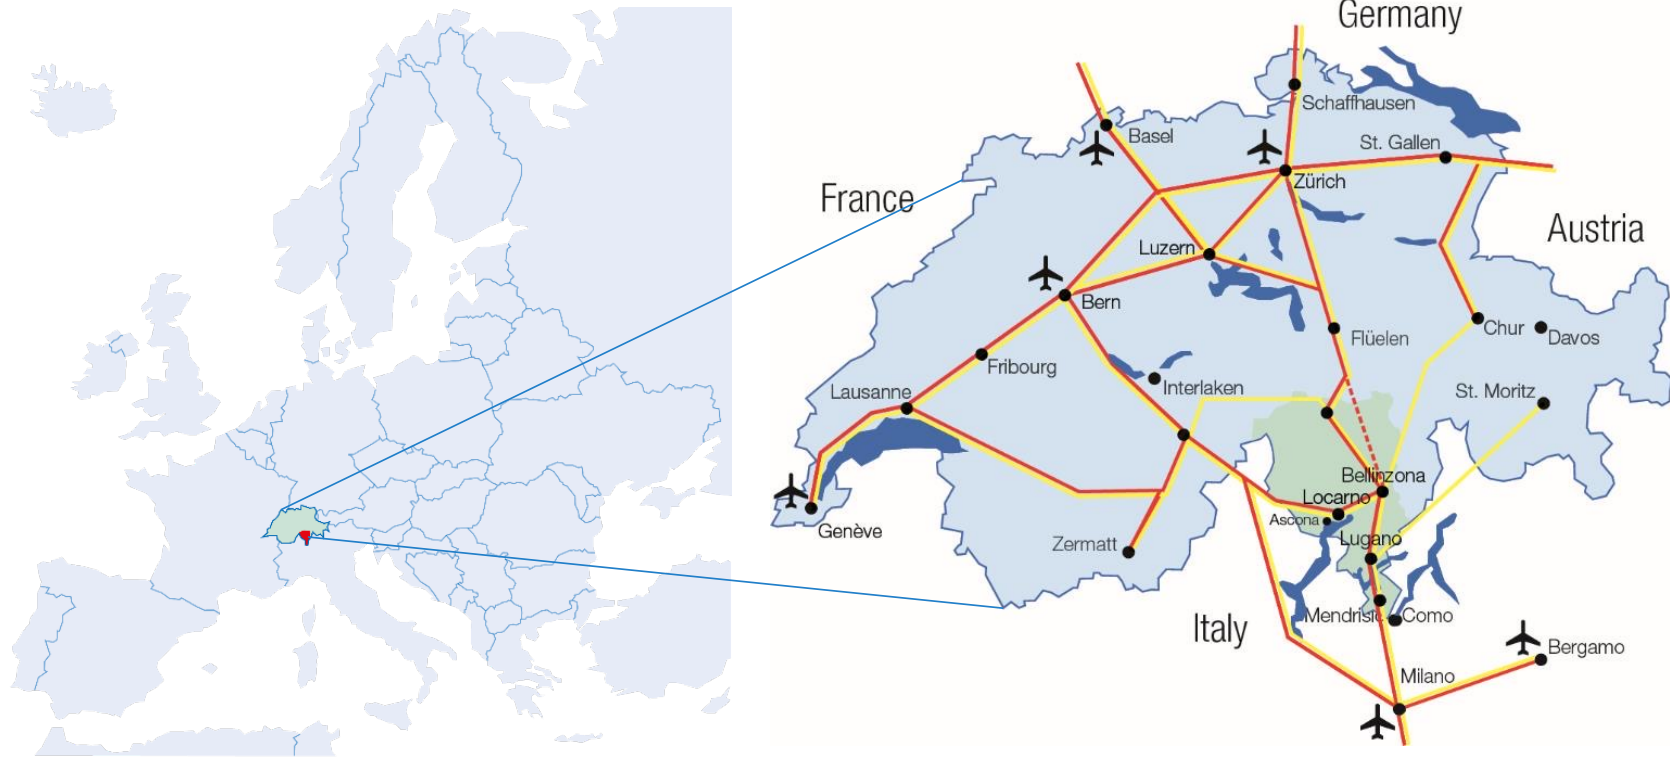 Germany
Schaffhausen
Basel
St. Gallen
Zürich
France
Austria
Luzern
Bern
Flüelen
Chur
Davos
Fribourg
Interlaken
Lausanne
St. Moritz
Bellinzona
Locarno
Ascona
Genève
Lugano
Zermatt
Mendrisio
Como
Italy
Bergamo
Milano